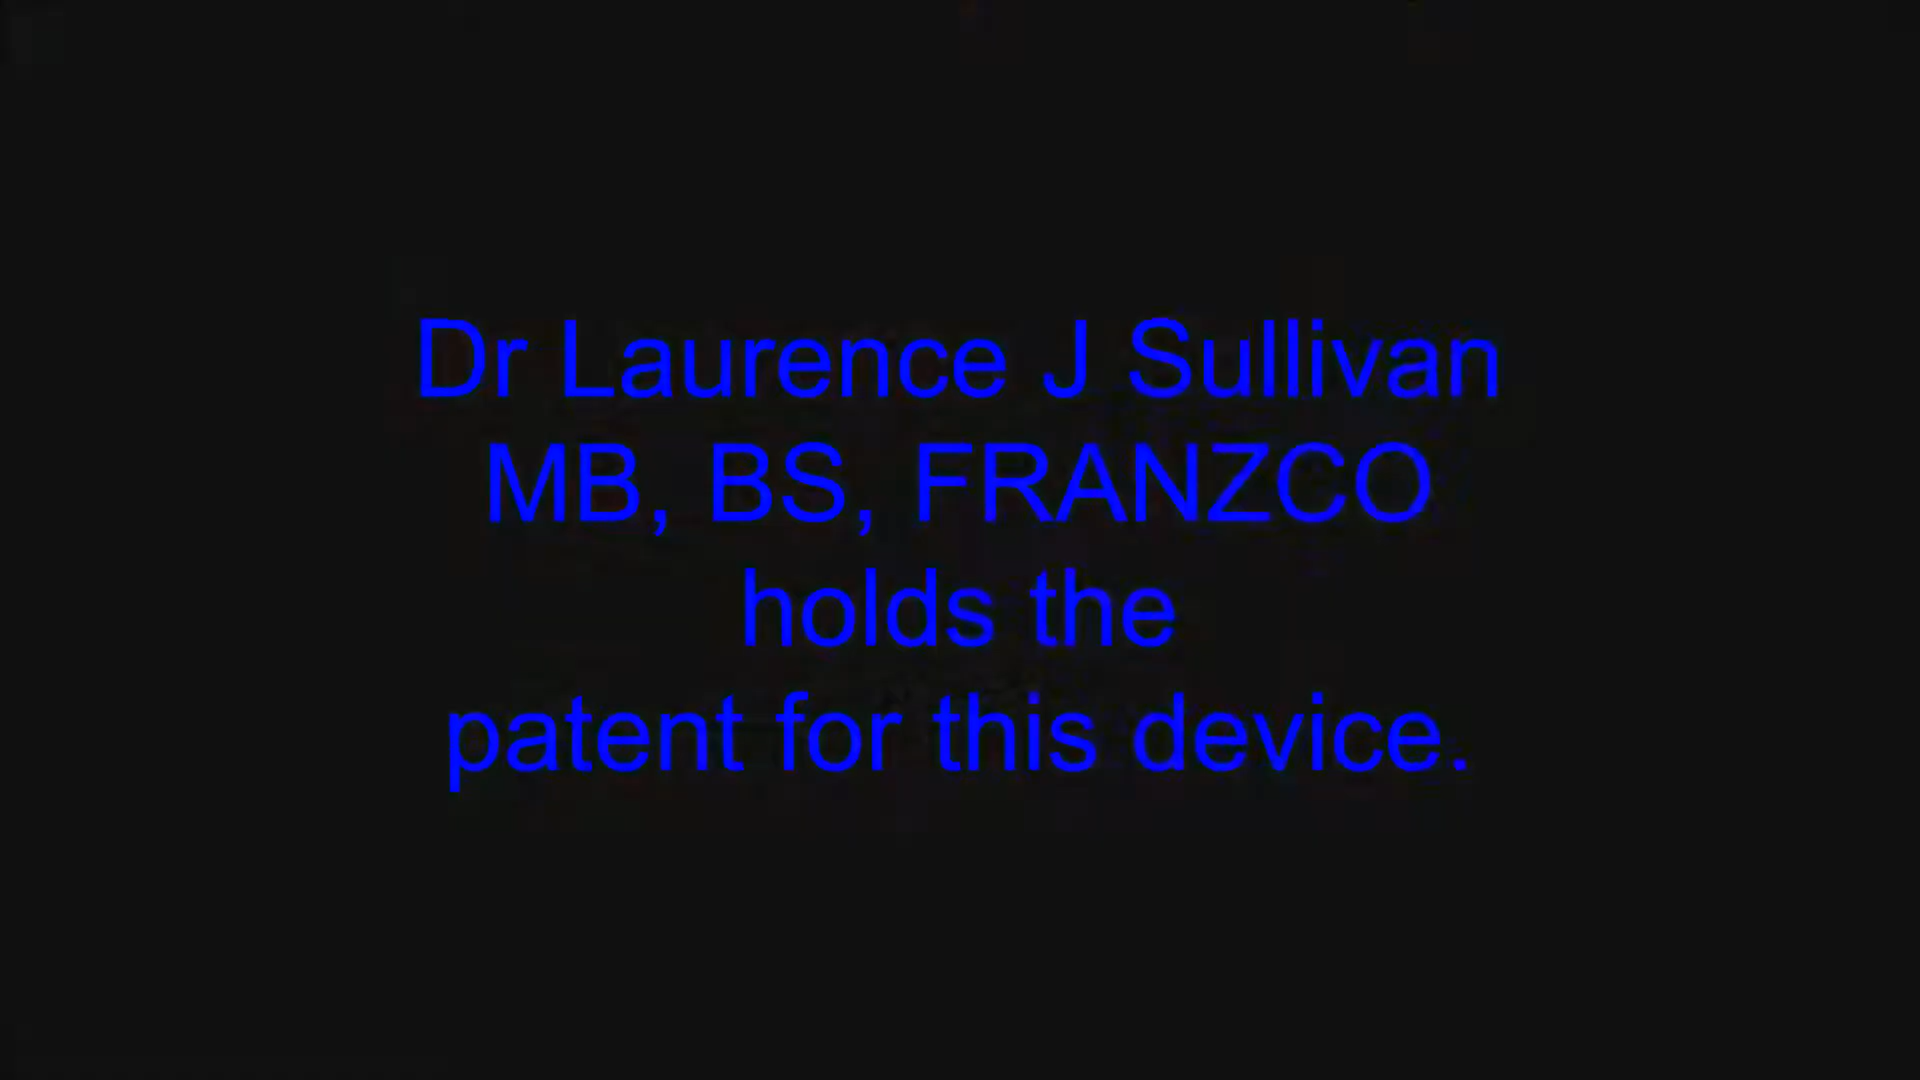 Dr Laurence J Sullivan
MB, BS, FRANZCO
holds the
patent for this device.